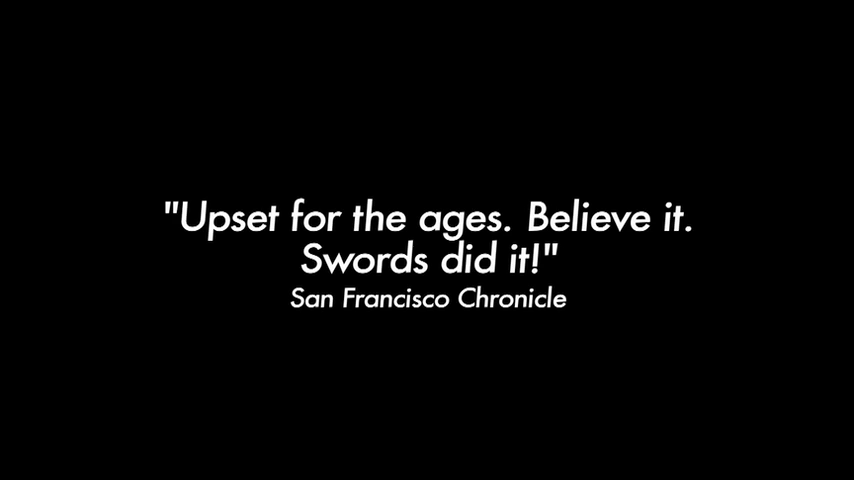 "Upset for the ages. Believe it.
Swords did it!"
San Francisco Chronicle